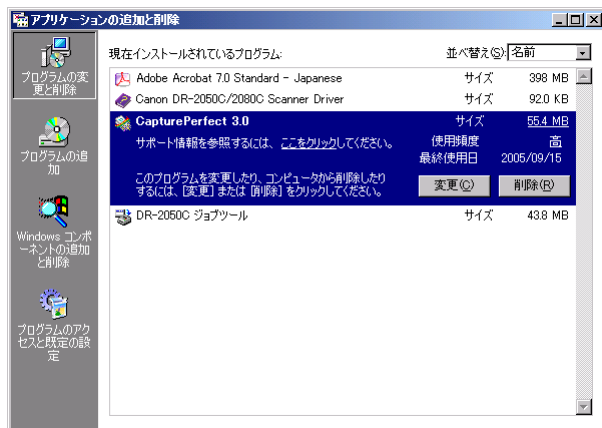 アプリケーションの追加と削除
プログラムの変
更と削除
プログラムの追
加
Windows コンポ
ーネントの追加
と削除
プログラムのアク
セスと既定の設
定
現在インストールされているプログラム:
並べ替え(S):
名前
Adobe Acrobat 7.0 Standard - Japanese サイズ 398 MB
Canon DR-2050C/2080C Scanner Driver サイズ 92.0 KB
CapturePerfect 3.0 サイズ 55.4 MB
サポート情報を参照するには、ここをクリックしてください。 使用頻度 高
最終使用日 2005/09/15
このプログラムを変更したり、コンピュータから削除したり
するには、[変更] または [削除] をクリックしてください。
変更(C) 削除(R)
DR-2050C ジョブツール サイズ 43.8 MB